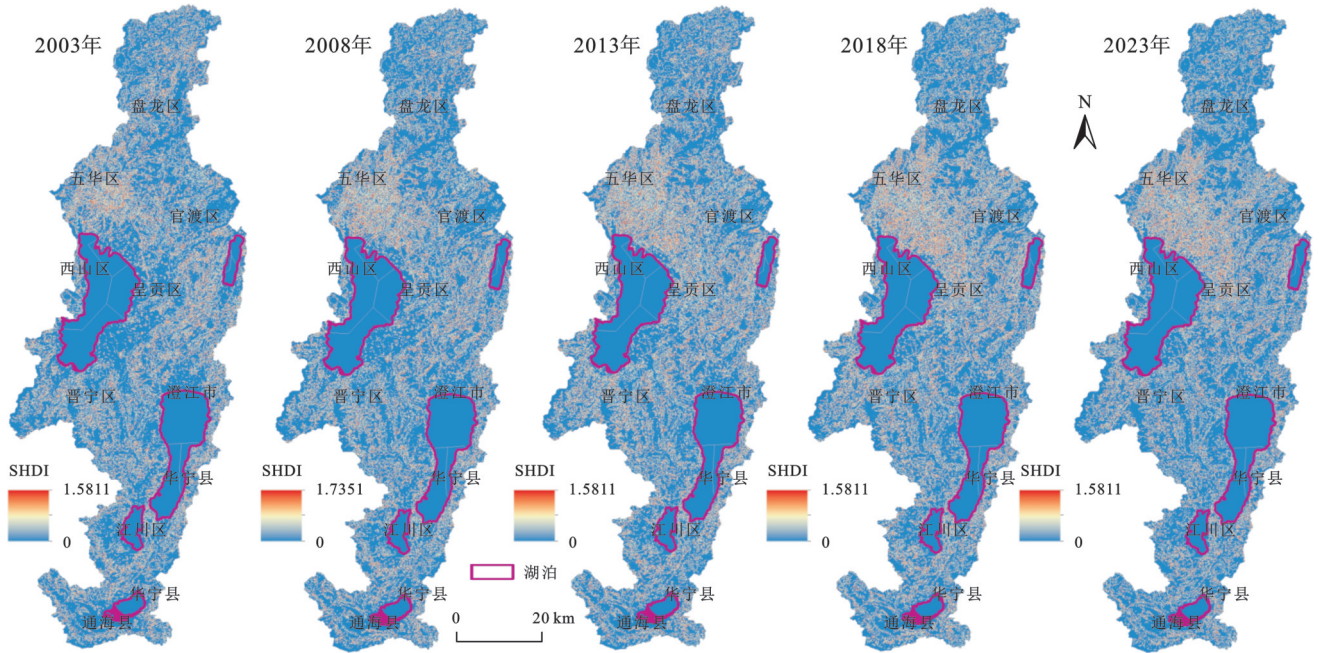 2003年
盘龙区
五华区
官渡区
西山区
呈贡区
澄江市
晋宁区
华宁县
SHDI
1.5811
0
江川区
华宁县
通海县
2008年
盘龙区
五华区
官渡区
西山区
呈贡区
澄江市
晋宁区
华宁县
SHDI
1.7351
0
江川区
华宁县
通海县
湖泊
0
20 km
2013年
盘龙区
五华区
官渡区
西山区
呈贡区
澄江市
晋宁区
华宁县
SHDI
1.5811
0
江川区
华宁县
通海县
2018年
盘龙区
五华区
官渡区
西山区
呈贡区
澄江市
晋宁区
华宁县
SHDI
1.5811
0
江川区
华宁县
通海县
2023年
N
盘龙区
五华区
官渡区
西山区
呈贡区
澄江市
晋宁区
华宁县
SHDI
1.5811
0
江川区
华宁县
通海县